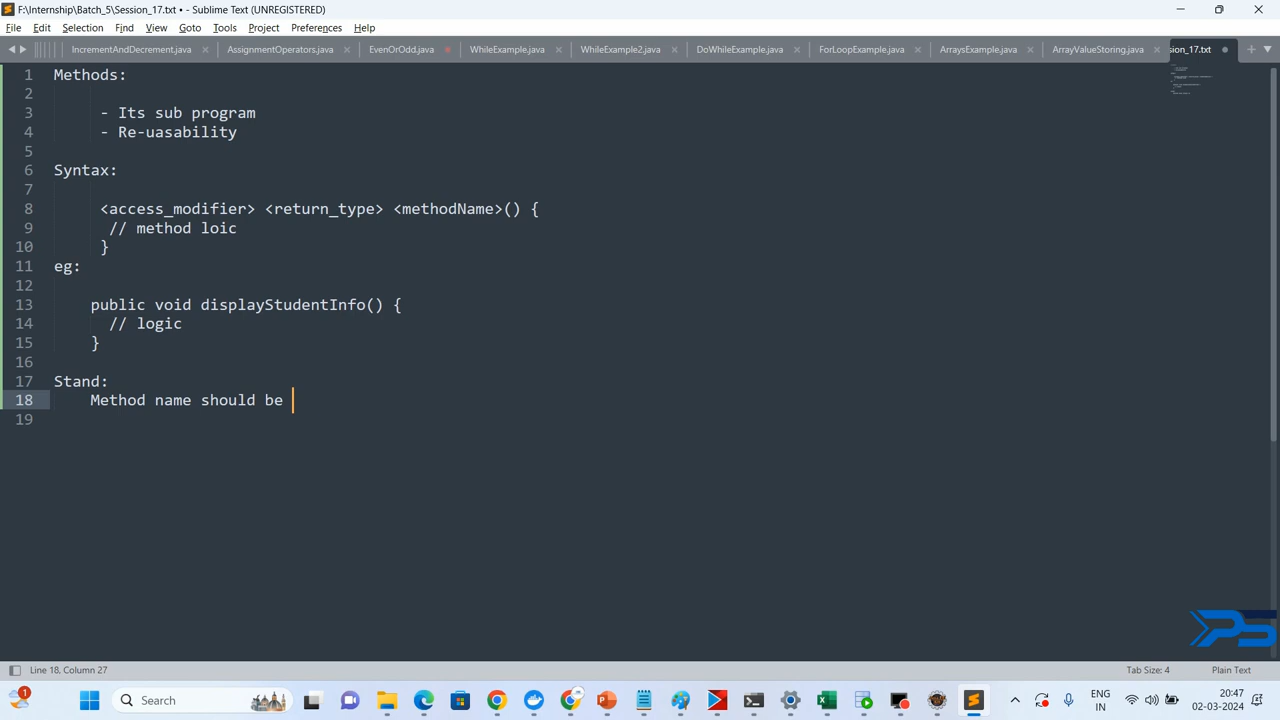 F:\Internship\Batch_5\Session_17.txt • - Sublime Text (UNREGISTERED)
File Edit Selection Find View Goto Tools Project Preferences Help
IncrementAndDecrement.java AssignmentOperators.java EvenOrOdd.java WhileExample.java WhileExample2.java DoWhileExample.java ForLoopExample.java ArraysExample.java ArrayValueStoring.java sion_17.txt
1 Methods:
2
3 - Its sub program
4 - Re-uasability
5
6 Syntax:
7
8 <access_modifier> <return_type> <methodName>() {
9 // method loic
10 }
11 eg:
12
13 public void displayStudentInfo() {
14 // logic
15 }
16
17 Stand:
18 Method name should be
19
PS
Line 18, Column 27 Tab Size: 4 Plain Text
1 Search ENG IN 20:47 02-03-2024